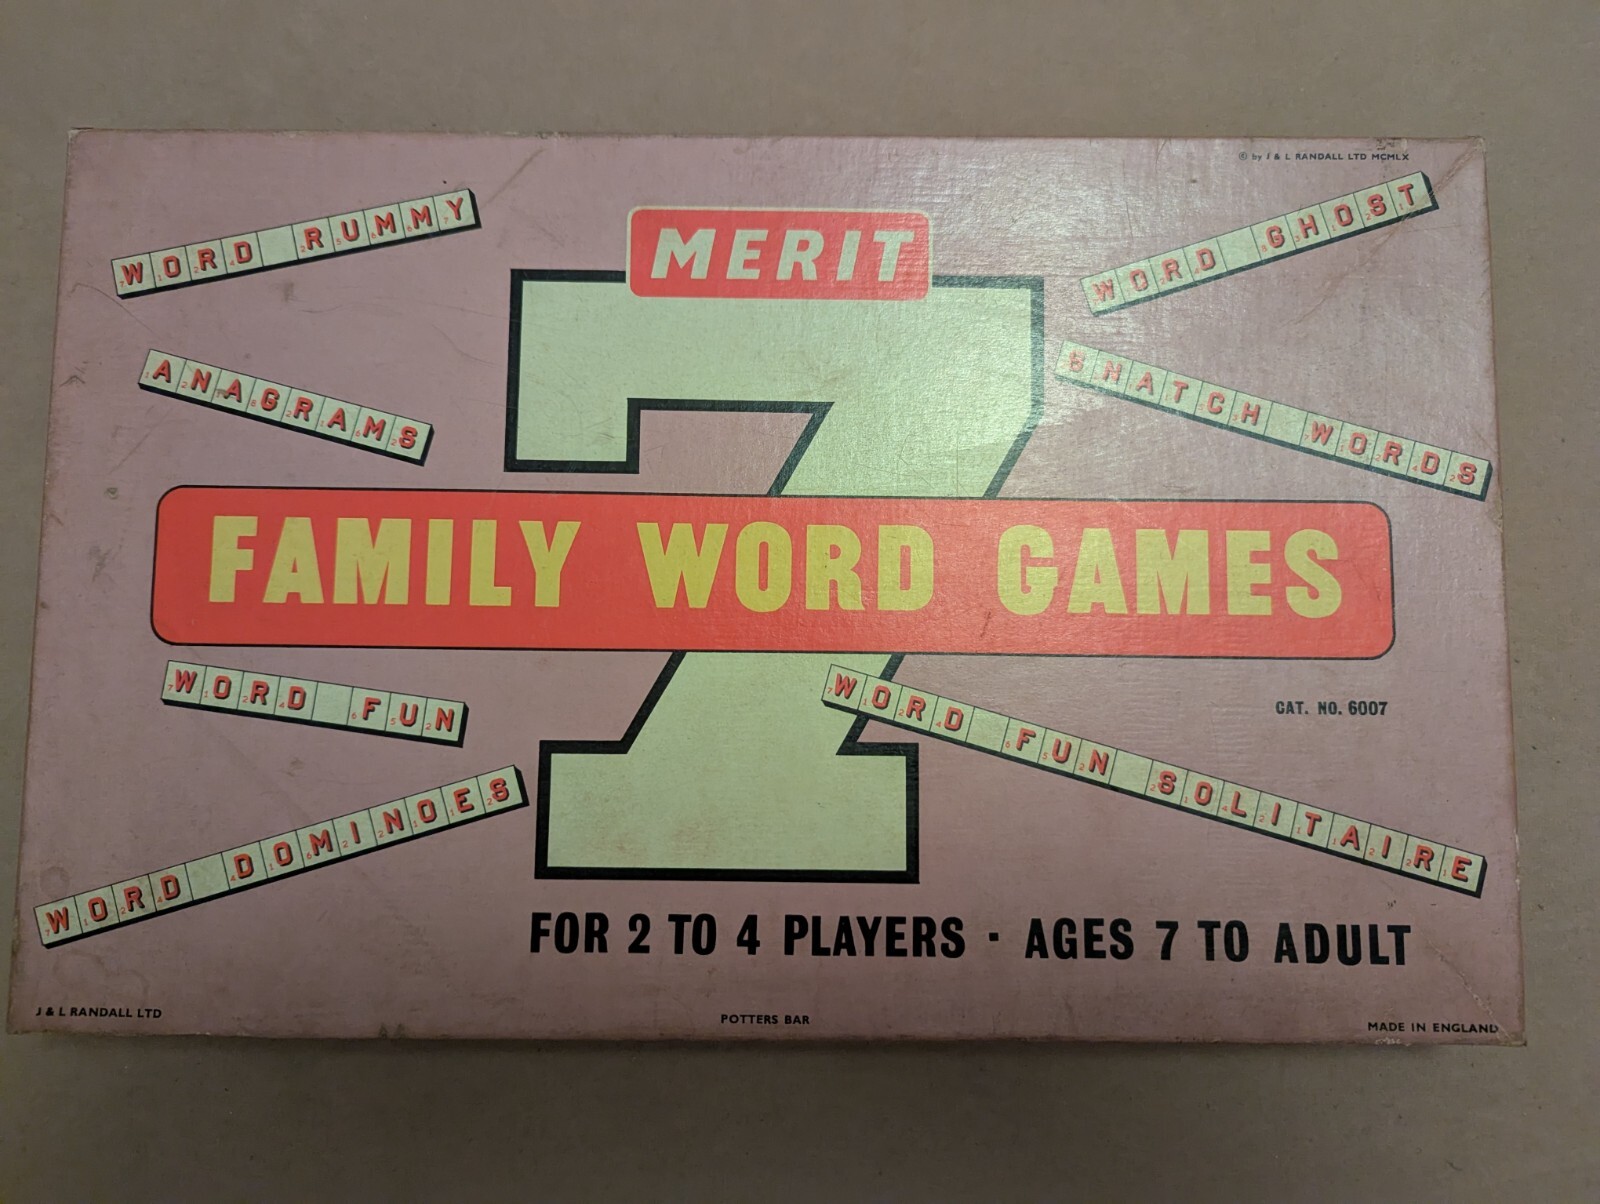 © by J & L RANDALL LTD MCMLX
MERIT
7
WORD RUMMY
WORD GHOST
ANAGRAMS
SNATCH WORDS
FAMILY WORD GAMES
WORD FUN
WORD FUN SOLITAIRE
CAT. NO. 6007
WORD DOMINOES
FOR 2 TO 4 PLAYERS · AGES 7 TO ADULT
J & L RANDALL LTD
POTTERS BAR
MADE IN ENGLAND